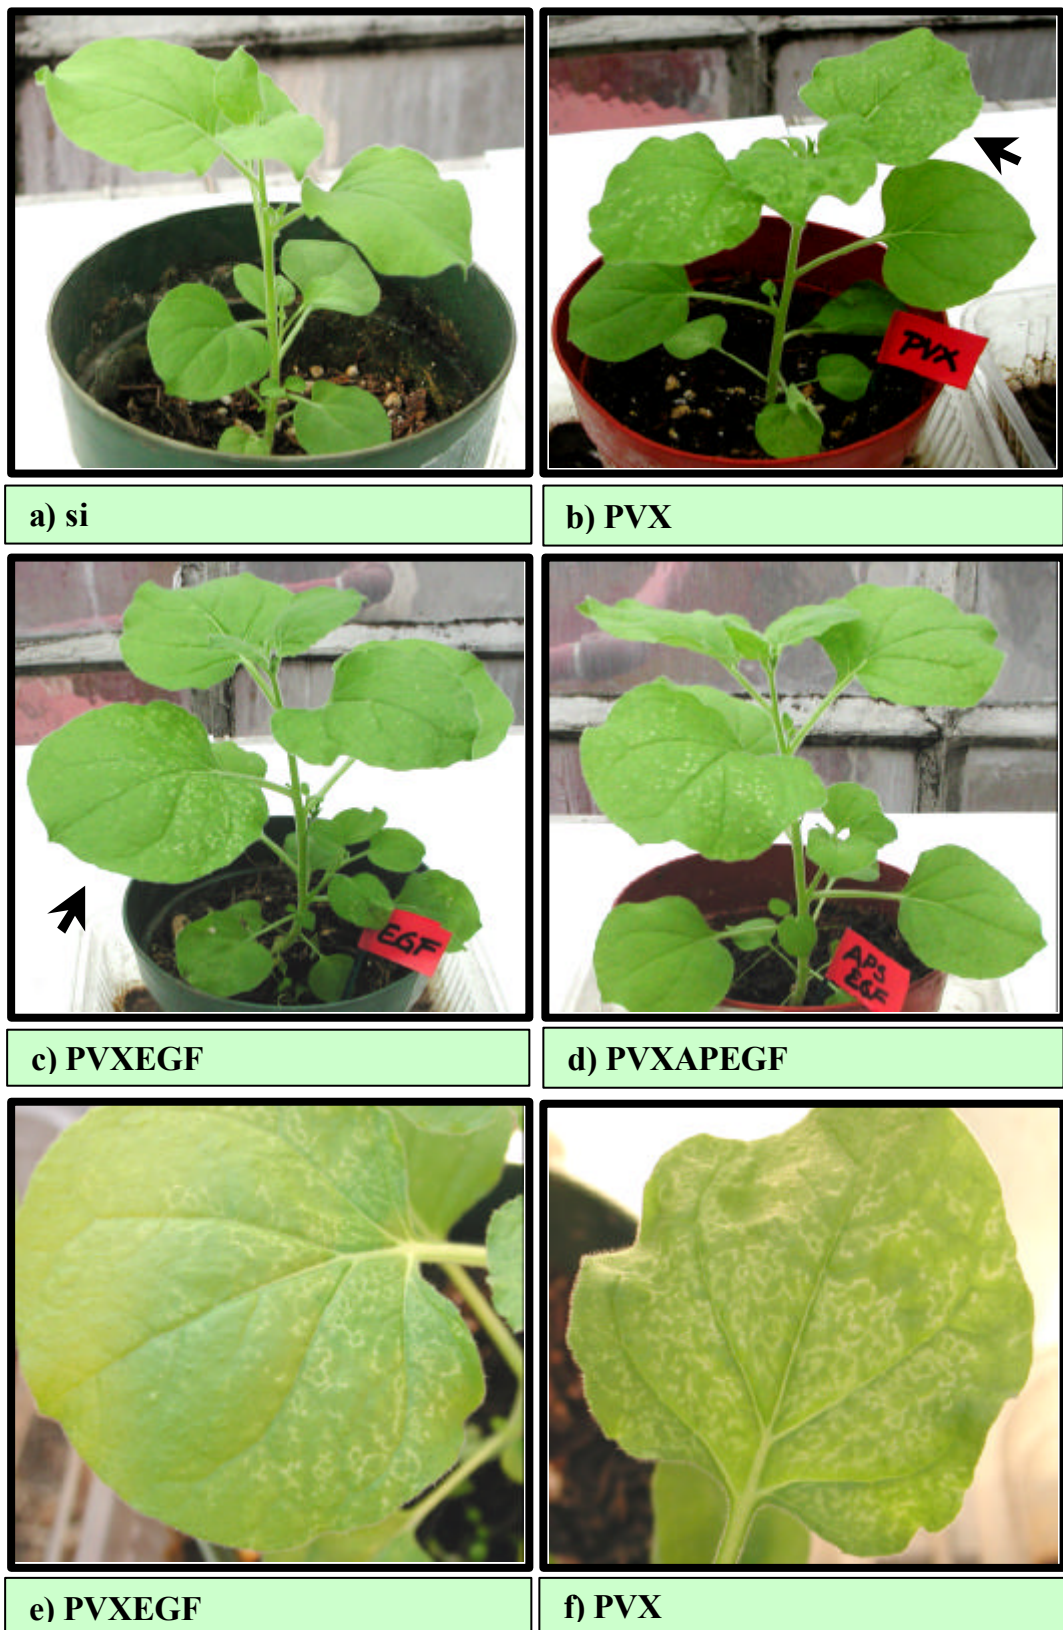 PVX
a) si
b) PVX
EGF
APS
EGF
c) PVXEGF
d) PVXAPEGF
e) PVXEGF
f) PVX